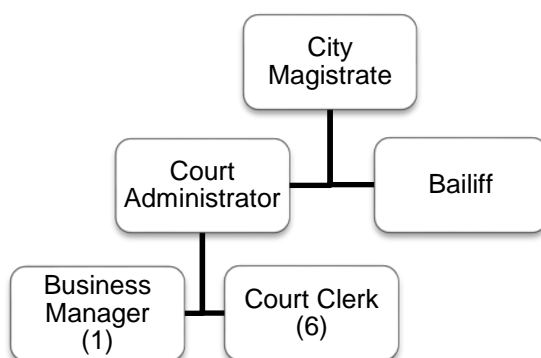 City
Magistrate
Court
Administrator
Bailiff
Business
Manager
(1)
Court Clerk
(6)